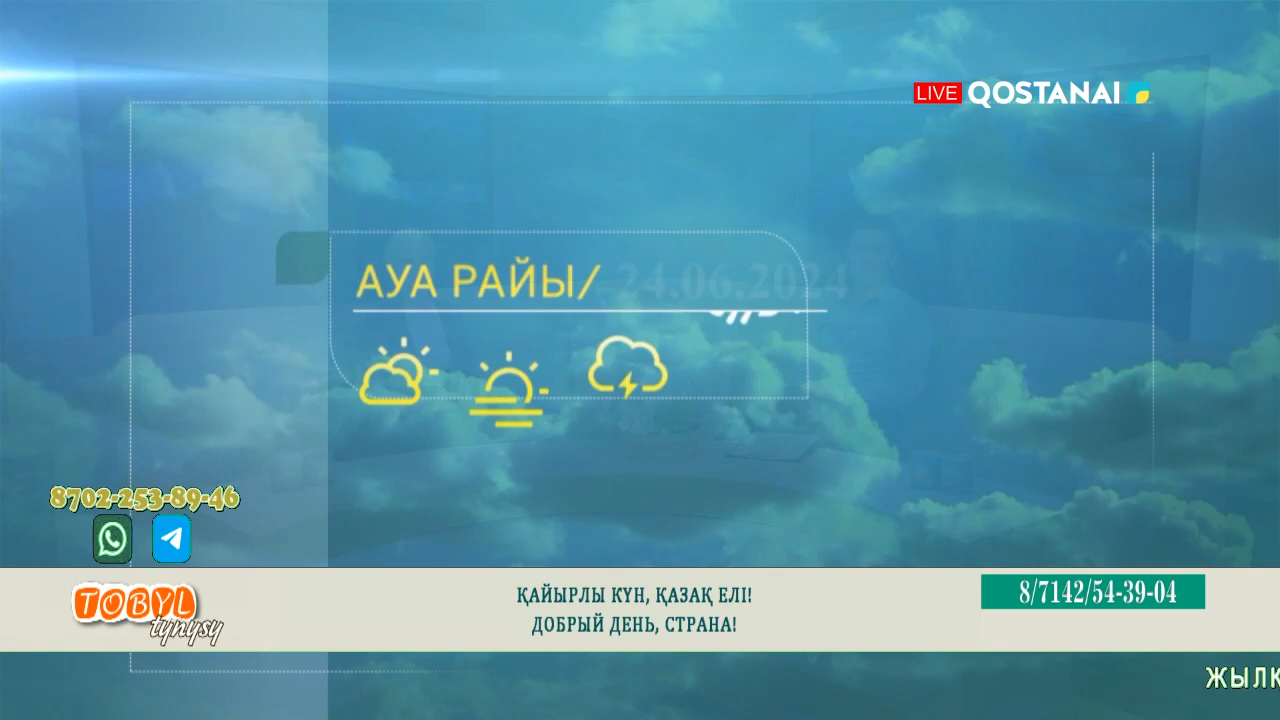 LIVE QOSTANAI
АУА РАЙЫ/ 24.06.2024
8702-253-89-46
TOBYL
tynysy
ҚАЙЫРЛЫ КҮН, ҚАЗАҚ ЕЛІ!
ДОБРЫЙ ДЕНЬ, СТРАНА!
8/7142/54-39-04